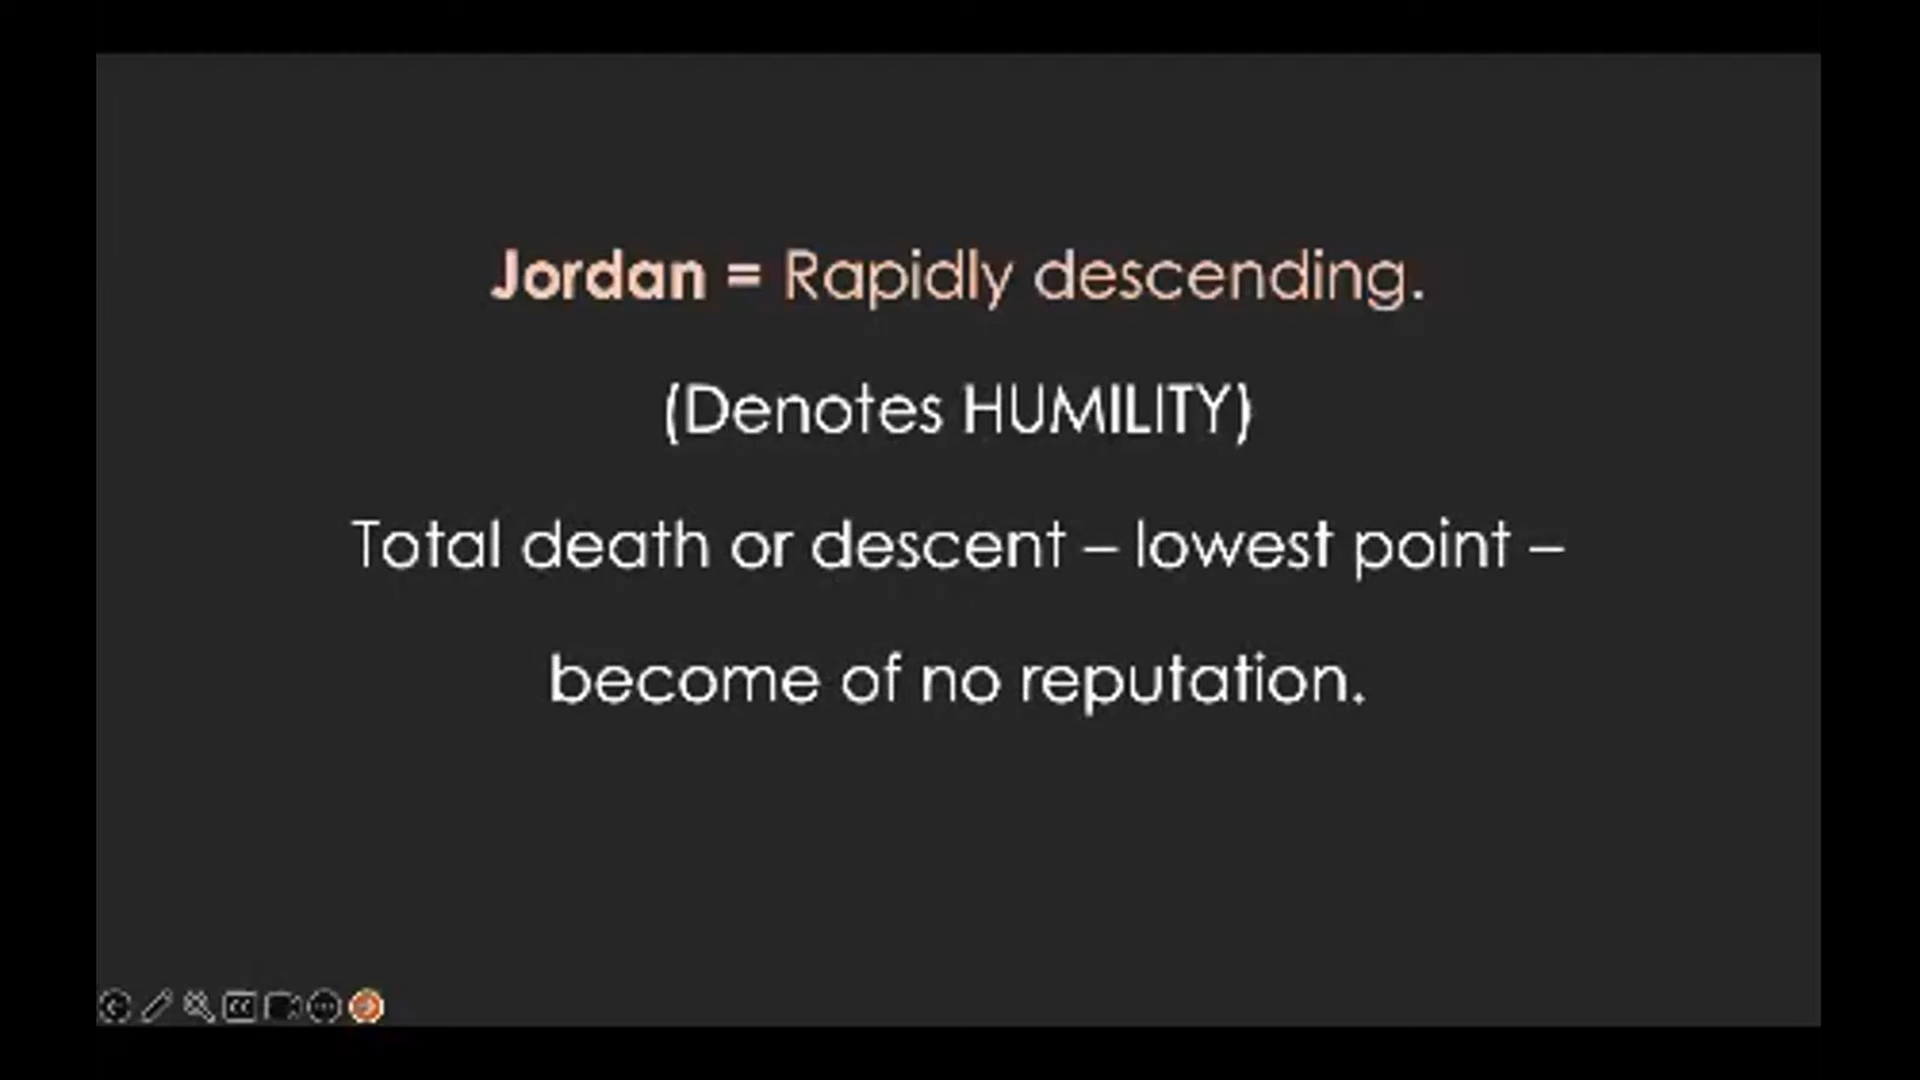 Jordan = Rapidly descending.
(Denotes HUMILITY)
Total death or descent – lowest point –
become of no reputation.